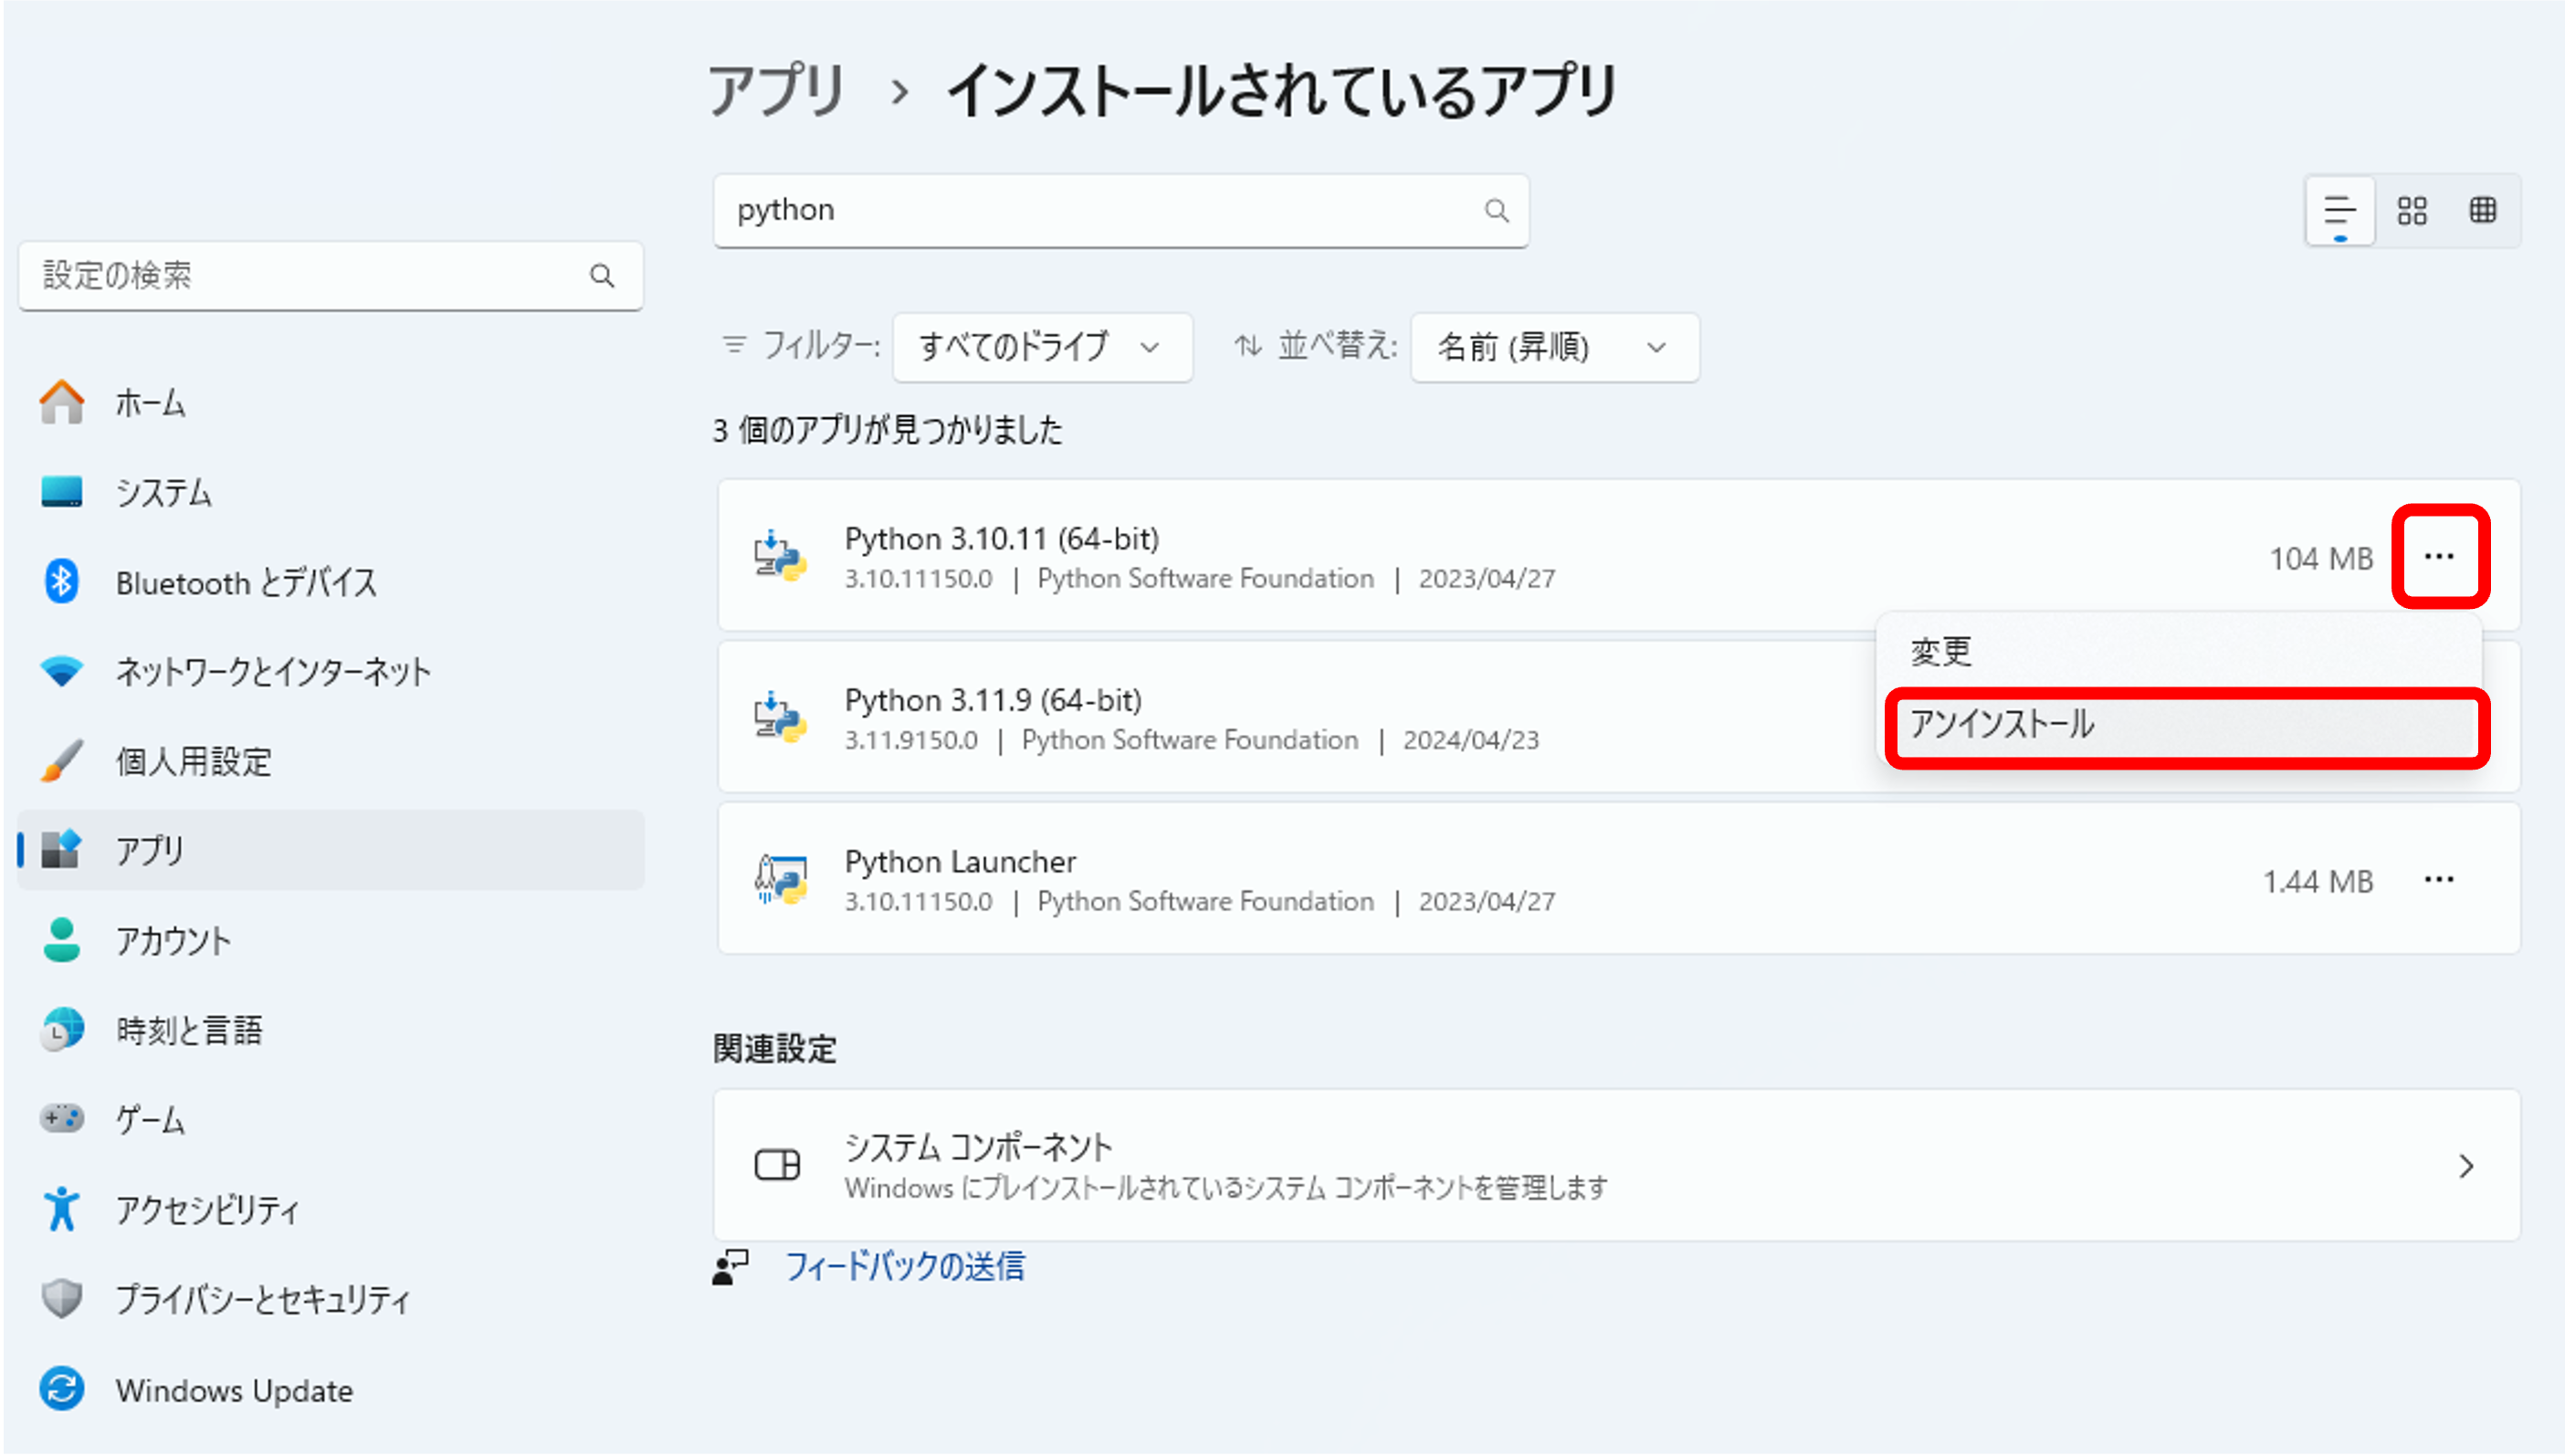 アプリ › インストールされているアプリ
python
設定の検索
フィルター: すべてのドライブ 並べ替え: 名前 (昇順)
3 個のアプリが見つかりました
ホーム
システム
Bluetooth とデバイス
ネットワークとインターネット
個人用設定
アプリ
アカウント
時刻と言語
ゲーム
アクセシビリティ
プライバシーとセキュリティ
Windows Update
Python 3.10.11 (64-bit)
3.10.11150.0 | Python Software Foundation | 2023/04/27
104 MB
変更
アンインストール
Python 3.11.9 (64-bit)
3.11.9150.0 | Python Software Foundation | 2024/04/23
Python Launcher
3.10.11150.0 | Python Software Foundation | 2023/04/27
1.44 MB
関連設定
システム コンポーネント
Windows にプレインストールされているシステム コンポーネントを管理します
フィードバックの送信